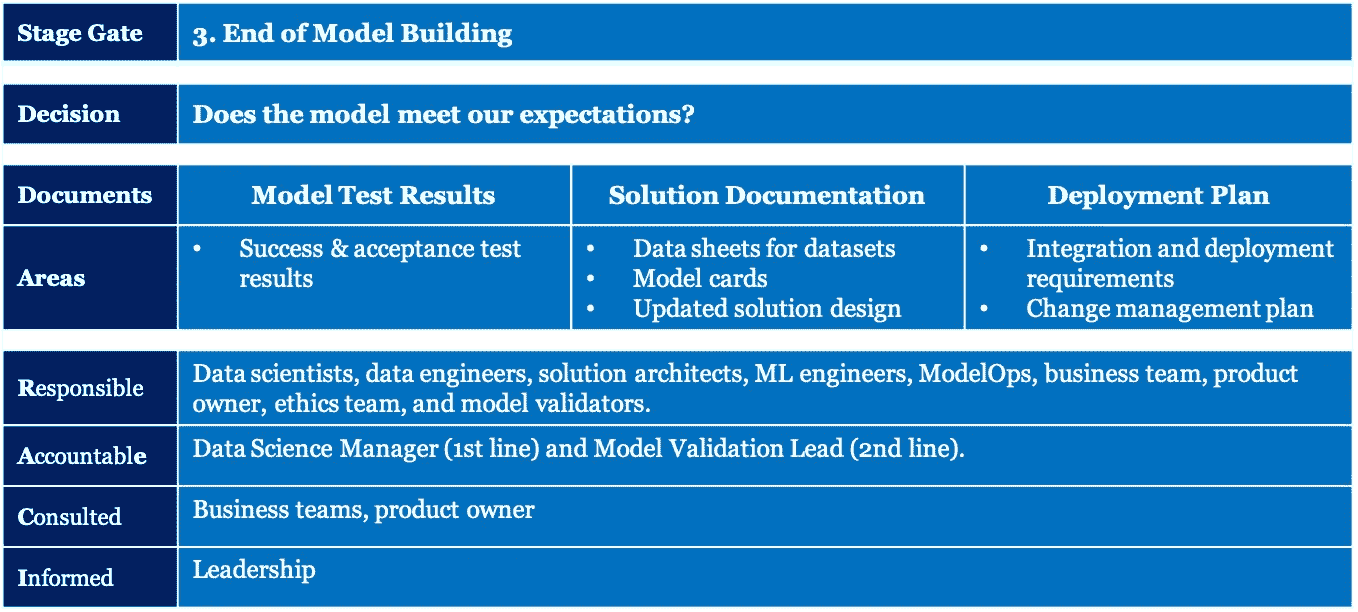 Stage Gate
3. End of Model Building
Decision
Does the model meet our expectations?
Documents
Model Test Results
Solution Documentation
Deployment Plan
Areas
• Success & acceptance test
results
• Data sheets for datasets
• Model cards
• Updated solution design
• Integration and deployment
requirements
• Change management plan
Responsible
Data scientists, data engineers, solution architects, ML engineers, ModelOps, business team, product
owner, ethics team, and model validators.
Accountable
Data Science Manager (1st line) and Model Validation Lead (2nd line).
Consulted
Business teams, product owner
Informed
Leadership